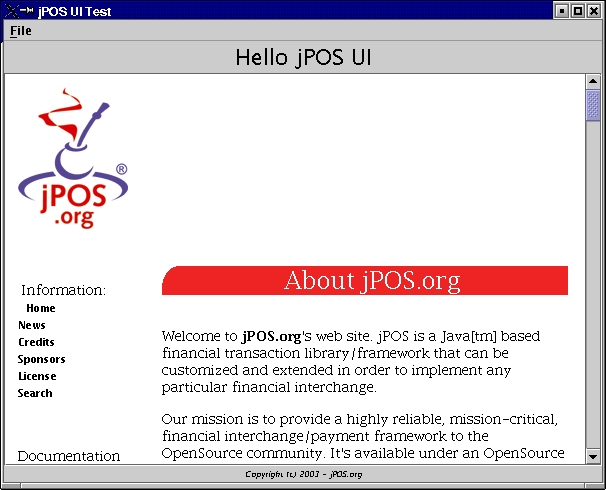 jPOS UI Test
File
Hello jPOS UI
jPOS ®
.org
About jPOS.org
Information:
Home
News
Credits
Sponsors
License
Search
Documentation
Welcome to jPOS.org's web site. jPOS is a Java[tm] based
financial transaction library/framework that can be
customized and extended in order to implement any
particular financial interchange.
Our mission is to provide a highly reliable, mission-critical,
financial interchange/payment framework to the
OpenSource community. It's available under an OpenSource
Copyright (c) 2003 - jPOS.org